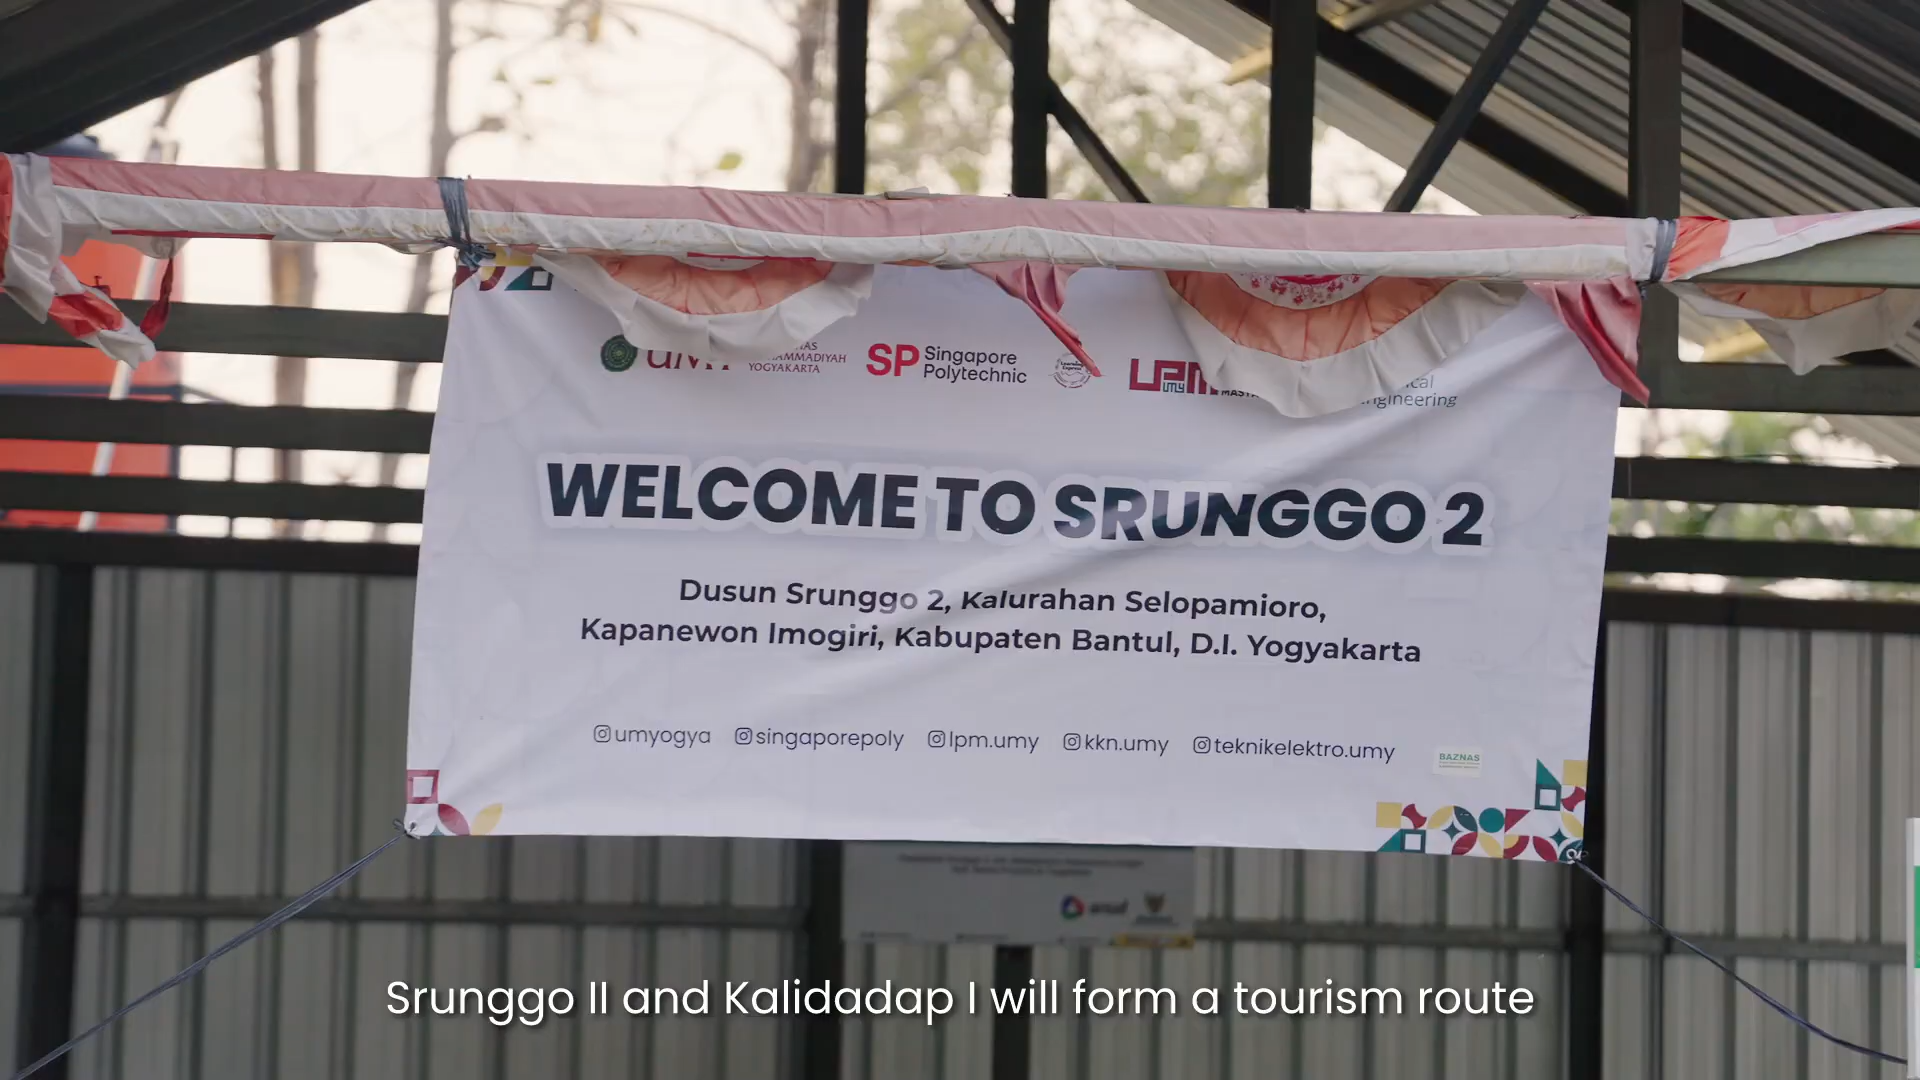 UMY
YOGYAKARTA
SP Singapore
Polytechnic
LPM
UMY
WELCOME TO SRUNGGO 2
Dusun Srunggo 2, Kalurahan Selopamioro,
Kapanewon Imogiri, Kabupaten Bantul, D.I. Yogyakarta
umyogya singaporepoly lpm.umy kkn.umy teknikelektro.umy
BAZNAS
Srunggo II and Kalidadap I will form a tourism route